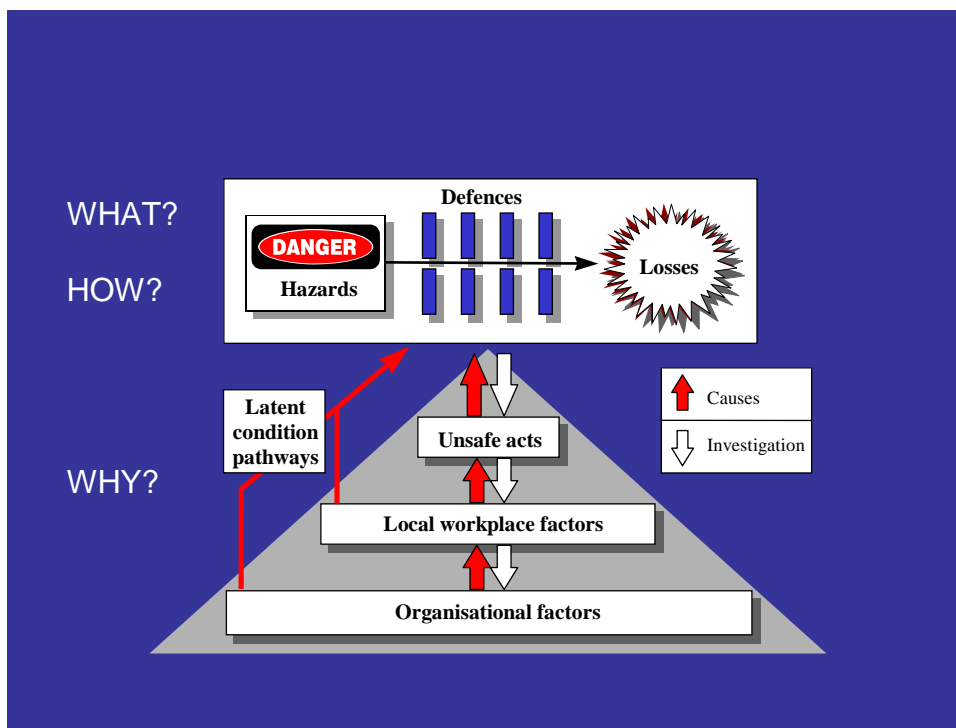 WHAT?
HOW?
Defences
DANGER
Hazards
Losses
WHY?
Latent
condition
pathways
Unsafe acts
Local workplace factors
Organisational factors
Causes
Investigation